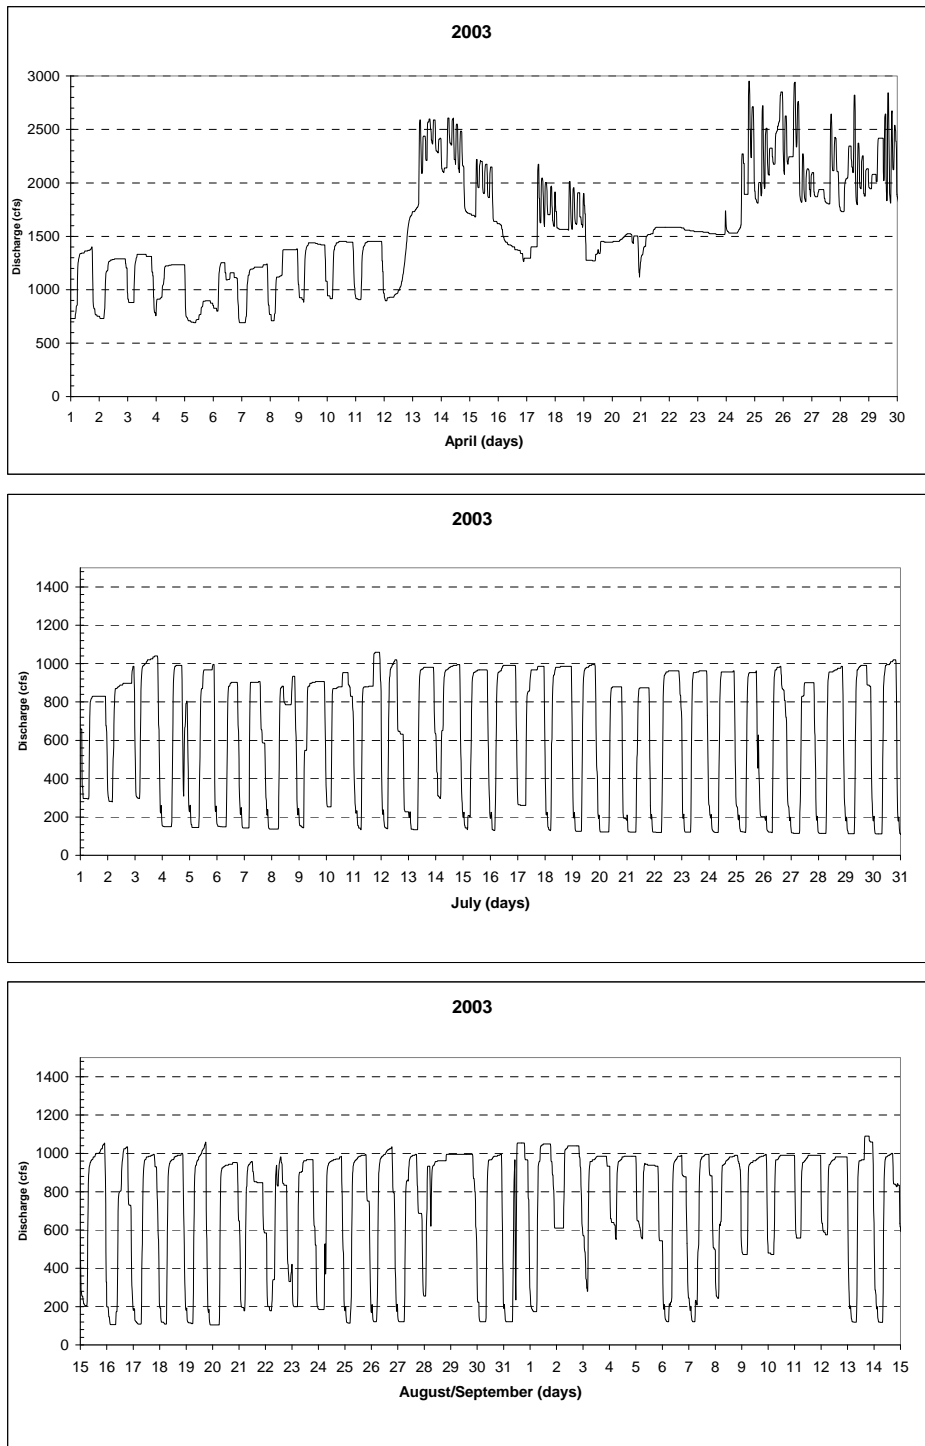 2003
3000
2500
2000
1500
1000
500
0
Discharge (cfs)
1 2 3 4 5 6 7 8 9 10 11 12 13 14 15 16 17 18 19 20 21 22 23 24 25 26 27 28 29 30
April (days)
2003
1400
1200
1000
800
600
400
200
0
Discharge (cfs)
1 2 3 4 5 6 7 8 9 10 11 12 13 14 15 16 17 18 19 20 21 22 23 24 25 26 27 28 29 30 31
July (days)
2003
1400
1200
1000
800
600
400
200
0
Discharge (cfs)
15 16 17 18 19 20 21 22 23 24 25 26 27 28 29 30 31 1 2 3 4 5 6 7 8 9 10 11 12 13 14 15
August/September (days)